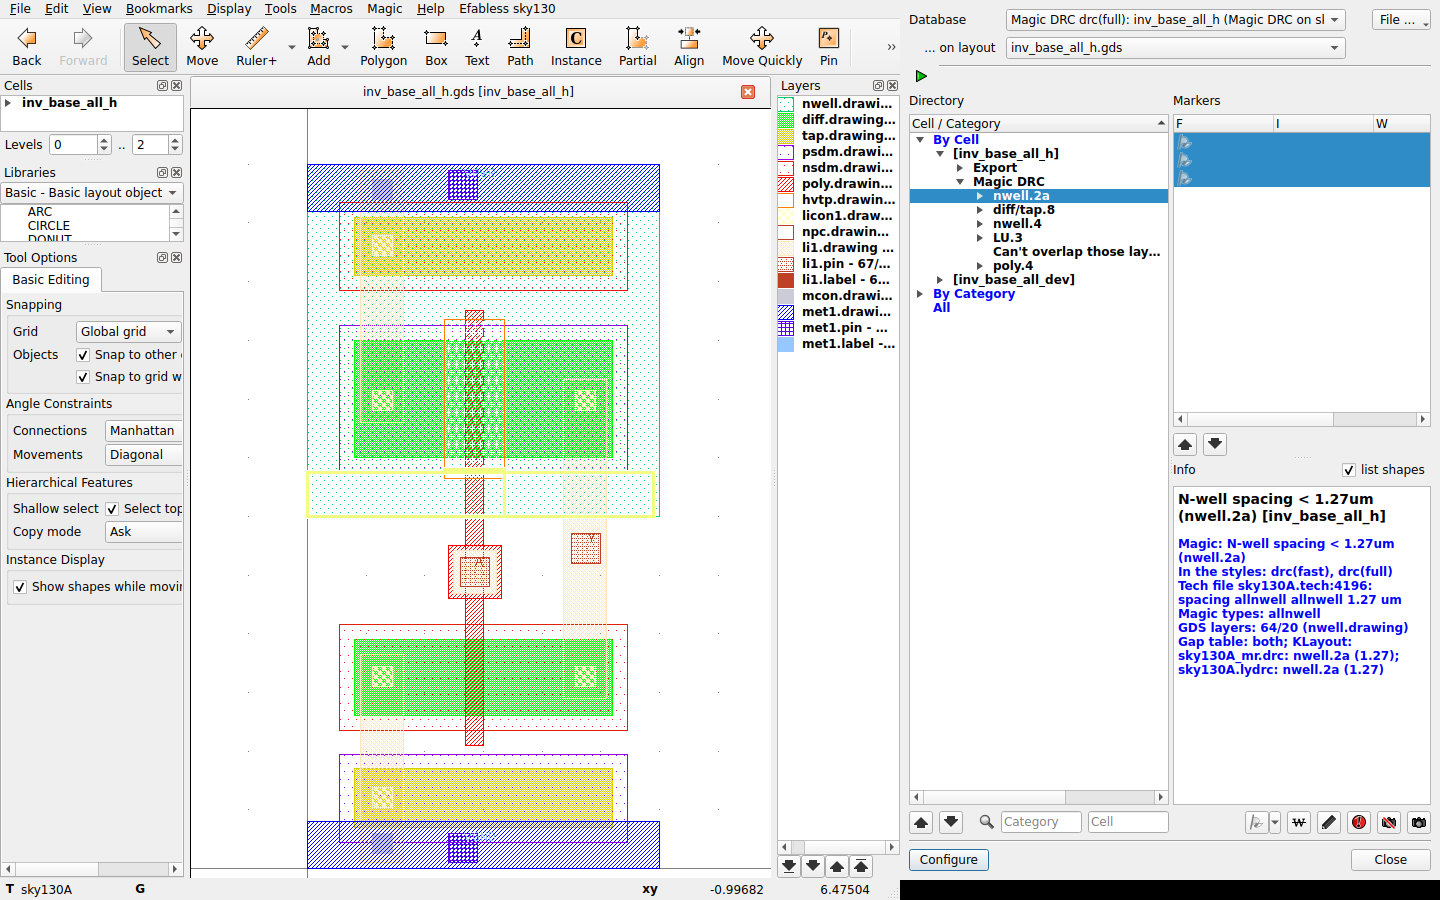 File Edit View Bookmarks Display Tools Macros Magic Help Efabless sky130
Back Forward Select Move Ruler+ Add Polygon Box Text Path Instance Partial Align Move Quickly Pin
Cells
inv_base_all_h
Levels 0 .. 2
Libraries
Basic - Basic layout object
ARC
CIRCLE
DONUT
Tool Options
Basic Editing
Snapping
Grid Global grid
Objects Snap to other
Snap to grid w
Angle Constraints
Connections Manhattan
Movements Diagonal
Hierarchical Features
Shallow select Select top
Copy mode Ask
Instance Display
Show shapes while movin
inv_base_all_h.gds [inv_base_all_h]
A
Y
Layers
nwell.drawi...
diff.drawing...
tap.drawing...
psdm.drawi...
nsdm.drawi...
poly.drawin...
hvtp.drawin...
licon1.draw...
npc.drawin...
li1.drawing ...
li1.pin - 67/...
li1.label - 6...
mcon.drawi...
met1.drawi...
met1.pin - ...
met1.label -...
T sky130A G xy -0.99682 6.47504
Database Magic DRC drc(full): inv_base_all_h (Magic DRC on sl File ...
... on layout inv_base_all_h.gds
Directory
Cell / Category
By Cell
[inv_base_all_h]
Export
Magic DRC
nwell.2a
diff/tap.8
nwell.4
LU.3
Can't overlap those lay...
poly.4
[inv_base_all_dev]
By Category
All
Category Cell
Configure
Markers
F I W
Info list shapes
N-well spacing < 1.27um
(nwell.2a) [inv_base_all_h]
Magic: N-well spacing < 1.27um
(nwell.2a)
In the styles: drc(fast), drc(full)
Tech file sky130A.tech:4196:
spacing allnwell allnwell 1.27 um
Magic types: allnwell
GDS layers: 64/20 (nwell.drawing)
Gap table: both; KLayout:
sky130A_mr.drc: nwell.2a (1.27);
sky130A.lydrc: nwell.2a (1.27)
W
Close